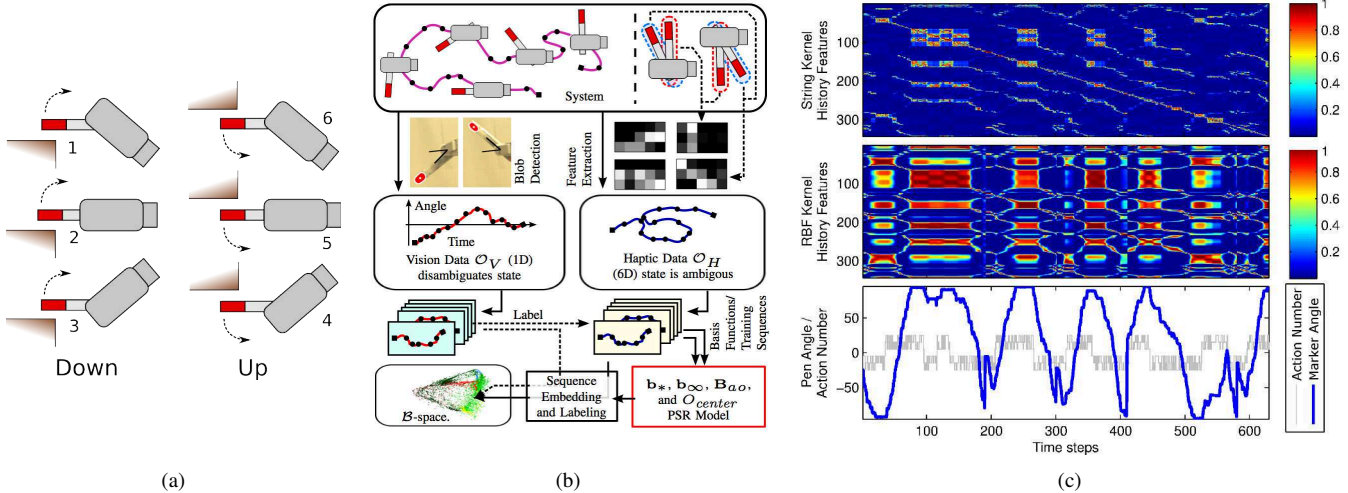 1
2
3
Down
6
5
4
Up
(a)
System
Blob
Detection
Feature
Extraction
Angle
Time
Vision Data 𝒪_V (1D)
disambiguates state
Haptic Data 𝒪_H
(6D) state is ambigous
Label
Basis
Functions/
Training
Sequences
ℬ-space.
Sequence
Embedding
and Labeling
b_*, b_∞, B_ao,
and O_center
PSR Model
(b)
String Kernel
History Features
100
200
300
1
0.8
0.6
0.4
0.2
RBF Kernel
History Features
100
200
300
1
0.8
0.6
0.4
0.2
Pen Angle /
Action Number
50
0
−50
100 200 300 400 500 600
Time steps
Action Number
Marker Angle
(c)